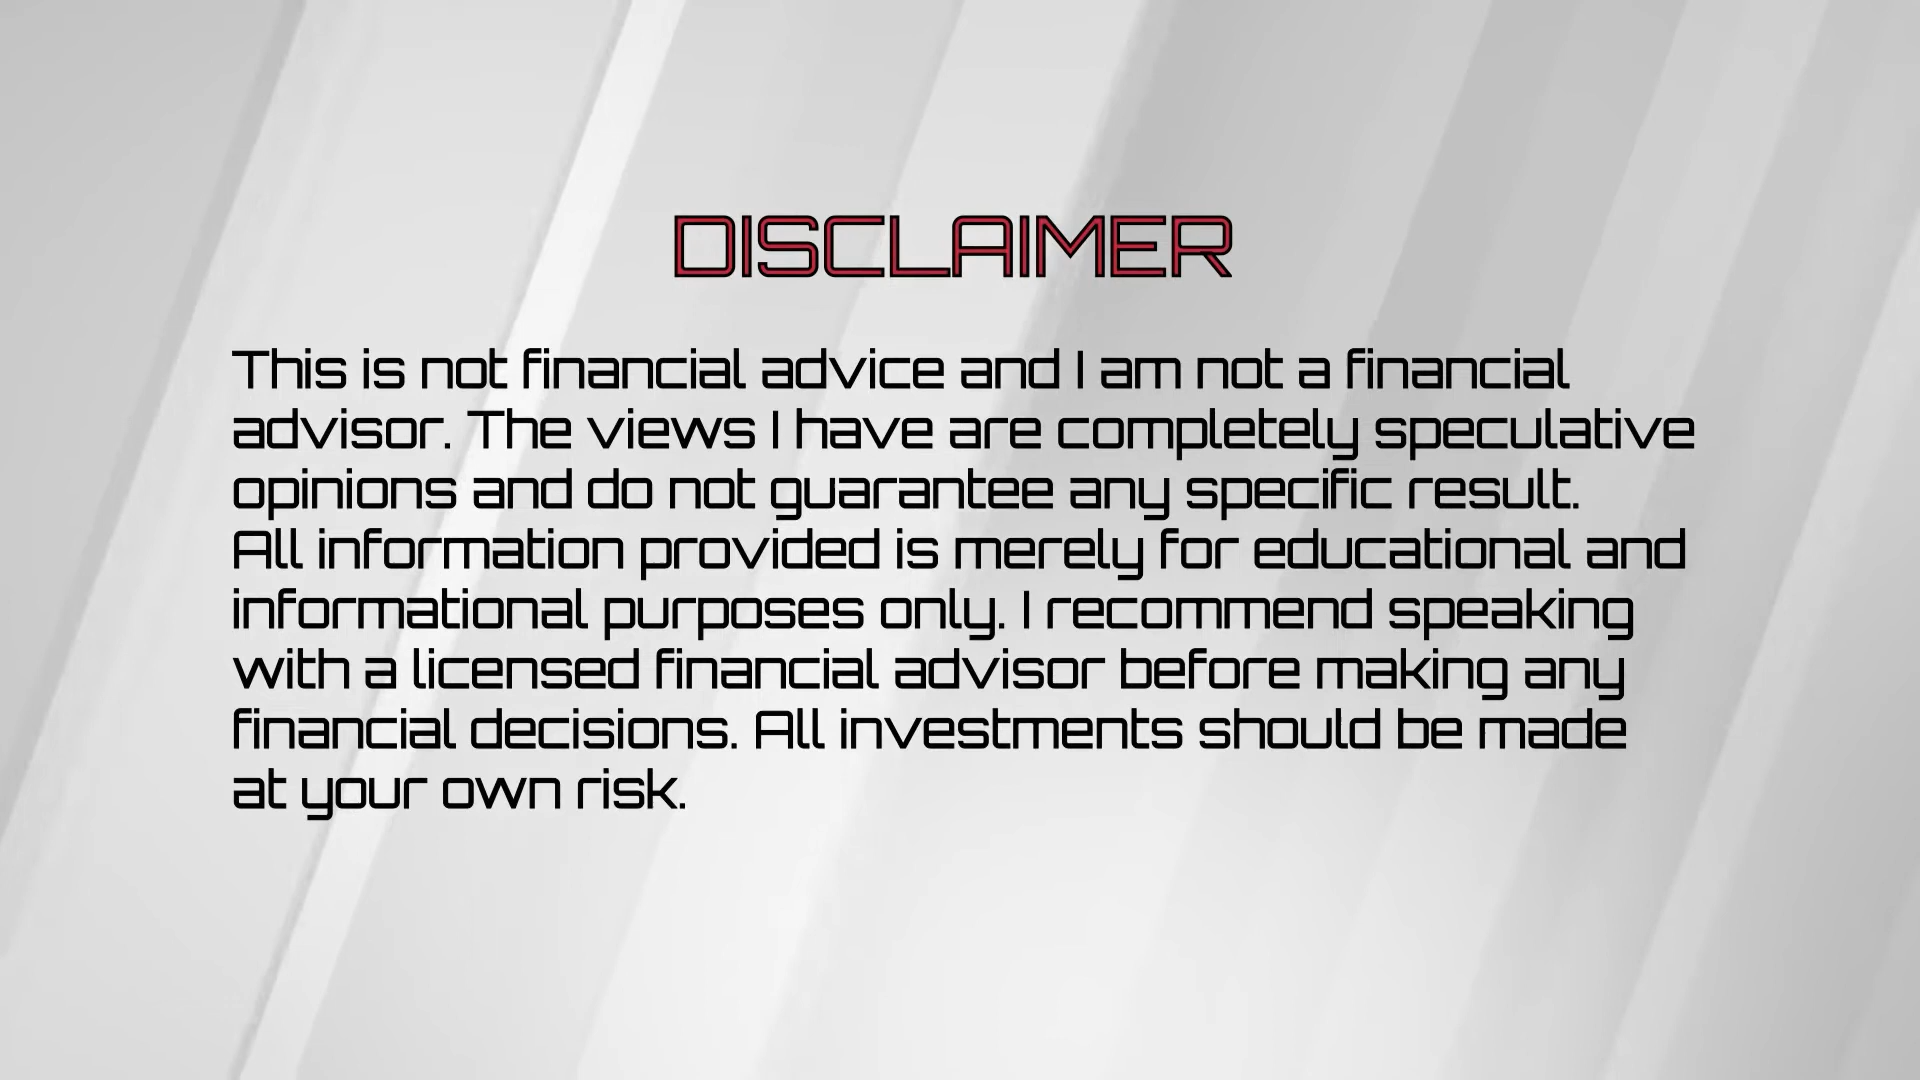 DISCLAIMER
This is not financial advice and I am not a financial
advisor. The views I have are completely speculative
opinions and do not guarantee any specific result.
All information provided is merely for educational and
informational purposes only. I recommend speaking
with a licensed financial advisor before making any
financial decisions. All investments should be made
at your own risk.